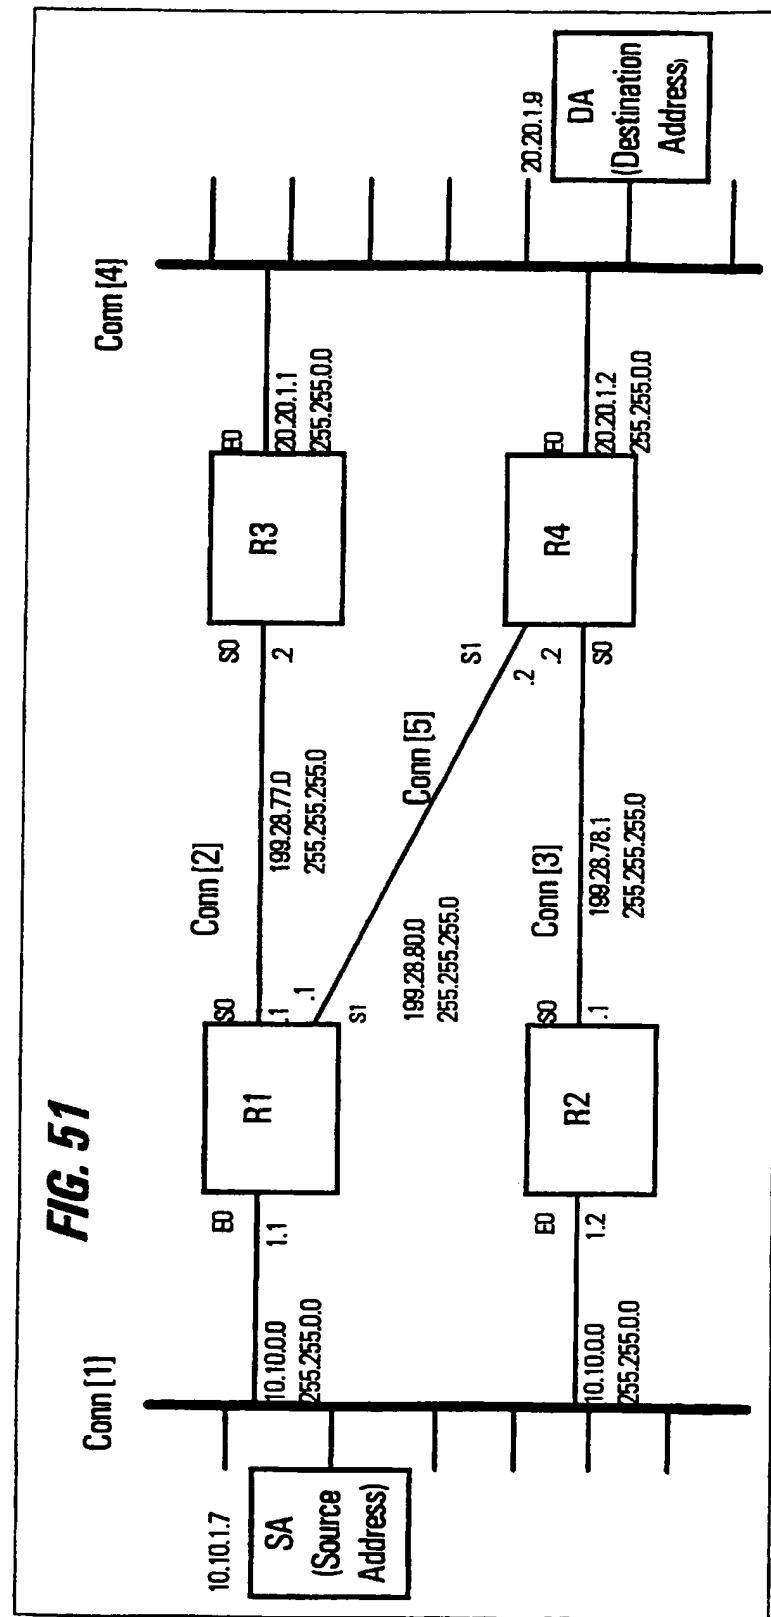 FIG. 51
Conn [1]
10.10.1.7
SA
(Source
Address)
10.10.0.0
255.255.0.0
E0
1.1
R1
S0
.1
.1
S1
Conn [2]
199.28.77.0
255.255.255.0
S0
.2
R3
E0
20.20.1.1
255.255.0.0
Conn [4]
199.28.80.0
255.255.255.0
Conn [5]
10.10.0.0
255.255.0.0
E0
1.2
R2
S0
.1
Conn [3]
199.28.78.1
255.255.255.0
S1
.2
.2
S0
R4
E0
20.20.1.2
255.255.0.0
20.20.1.9
DA
(Destination
Address)